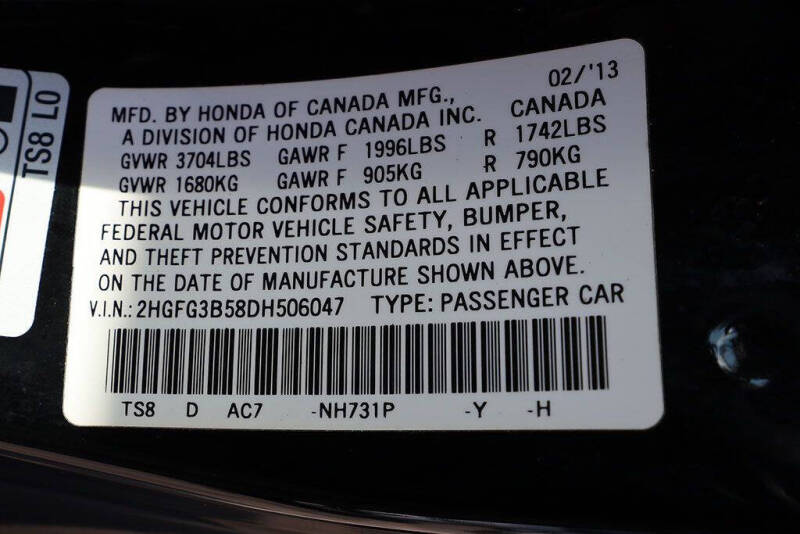 TS8 LO
02/'13
MFD. BY HONDA OF CANADA MFG., CANADA
A DIVISION OF HONDA CANADA INC.
GVWR 3704LBS GAWR F 1996LBS R 1742LBS
GVWR 1680KG GAWR F 905KG R 790KG
THIS VEHICLE CONFORMS TO ALL APPLICABLE
FEDERAL MOTOR VEHICLE SAFETY, BUMPER,
AND THEFT PREVENTION STANDARDS IN EFFECT
ON THE DATE OF MANUFACTURE SHOWN ABOVE.
V.I.N.: 2HGFG3B58DH506047 TYPE: PASSENGER CAR
TS8 D AC7 -NH731P -Y -H